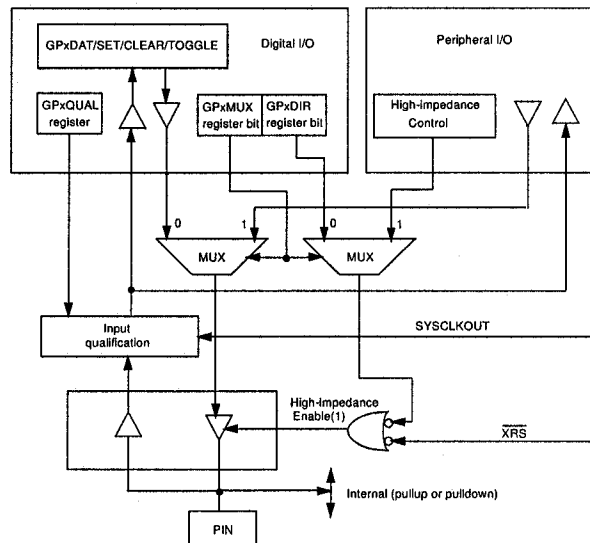 GPxDAT/SET/CLEAR/TOGGLE
Digital I/O
Peripheral I/O
GPxQUAL
register
GPxMUX
register bit
GPxDIR
register bit
High-impedance
Control
0
1
0
1
MUX
MUX
Input
qualification
SYSCLKOUT
High-Impedance
Enable(1)
XRS
Internal (pullup or pulldown)
PIN